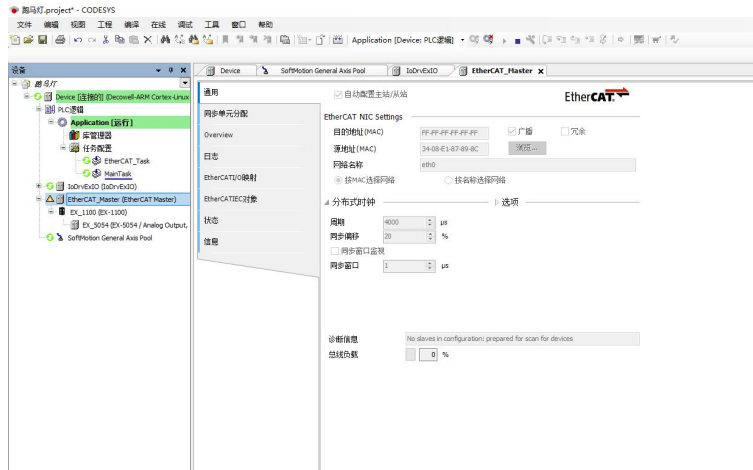 跑马灯.project* - CODESYS
文件 编辑 视图 工程 编译 在线 调试 工具 窗口 帮助
Application [Device: PLC逻辑]
设备
Device
SoftMotion General Axis Pool
IoDrvExIO
EtherCAT_Master
跑马灯
Device [连接的] (Decowell-ARM Cortex-Linux
PLC逻辑
Application [运行]
库管理器
任务配置
EtherCAT_Task
MainTask
IoDrvExIO (IoDrvExIO)
EtherCAT_Master (EtherCAT Master)
EX_1100 (EX-1100)
EX_5054 (EX-5054 / Analog Output,
SoftMotion General Axis Pool
通用
同步单元分配
Overview
日志
EtherCATI/O映射
EtherCATIEC对象
状态
信息
自动配置主站/从站
EtherCAT
EtherCAT NIC Settings
目的地址(MAC) FF-FF-FF-FF-FF-FF 广播 冗余
源地址(MAC) 34-08-E1-87-89-8C 浏览...
网络名称 eth0
按MAC选择网络 按名称选择网络
分布式时钟 选项
周期 4000 μs
同步偏移 20 %
同步窗口监视
同步窗口 1 μs
诊断信息 No slaves in configuration: prepared for scan for devices
总线负载 0 %